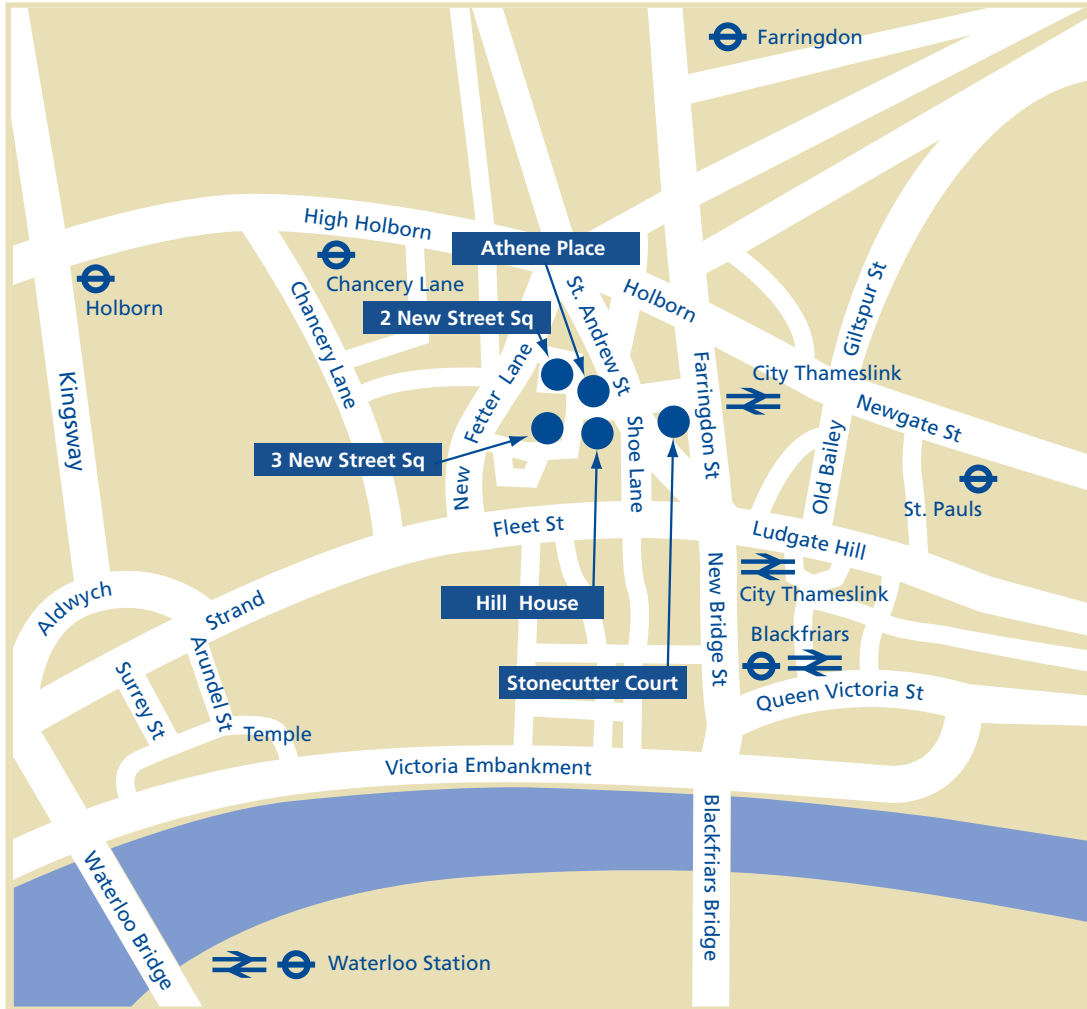 Farringdon
High Holborn
Athene Place
Chancery Lane
Holborn
Chancery Lane
2 New Street Sq
St. Andrew St
Holborn
Giltspur St
Kingsway
New Fetter Lane
Farringdon St
City Thameslink
Newgate St
3 New Street Sq
Shoe Lane
Old Bailey
St. Pauls
Fleet St
Ludgate Hill
Aldwych
Strand
Hill House
New Bridge St
City Thameslink
Blackfriars
Surrey St
Arundel St
Stonecutter Court
Queen Victoria St
Temple
Victoria Embankment
Waterloo Bridge
Blackfriars Bridge
Waterloo Station